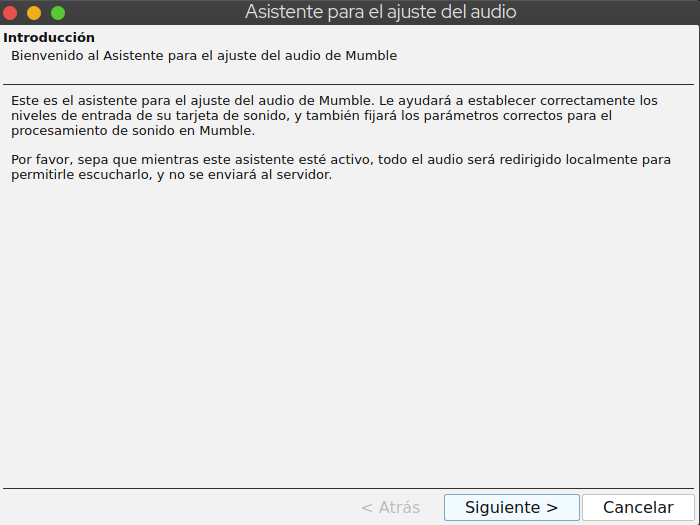 Asistente para el ajuste del audio
Introducción
Bienvenido al Asistente para el ajuste del audio de Mumble
Este es el asistente para el ajuste del audio de Mumble. Le ayudará a establecer correctamente los
niveles de entrada de su tarjeta de sonido, y también fijará los parámetros correctos para el
procesamiento de sonido en Mumble.
Por favor, sepa que mientras este asistente esté activo, todo el audio será redirigido localmente para
permitirle escucharlo, y no se enviará al servidor.
< Atrás
Siguiente >
Cancelar